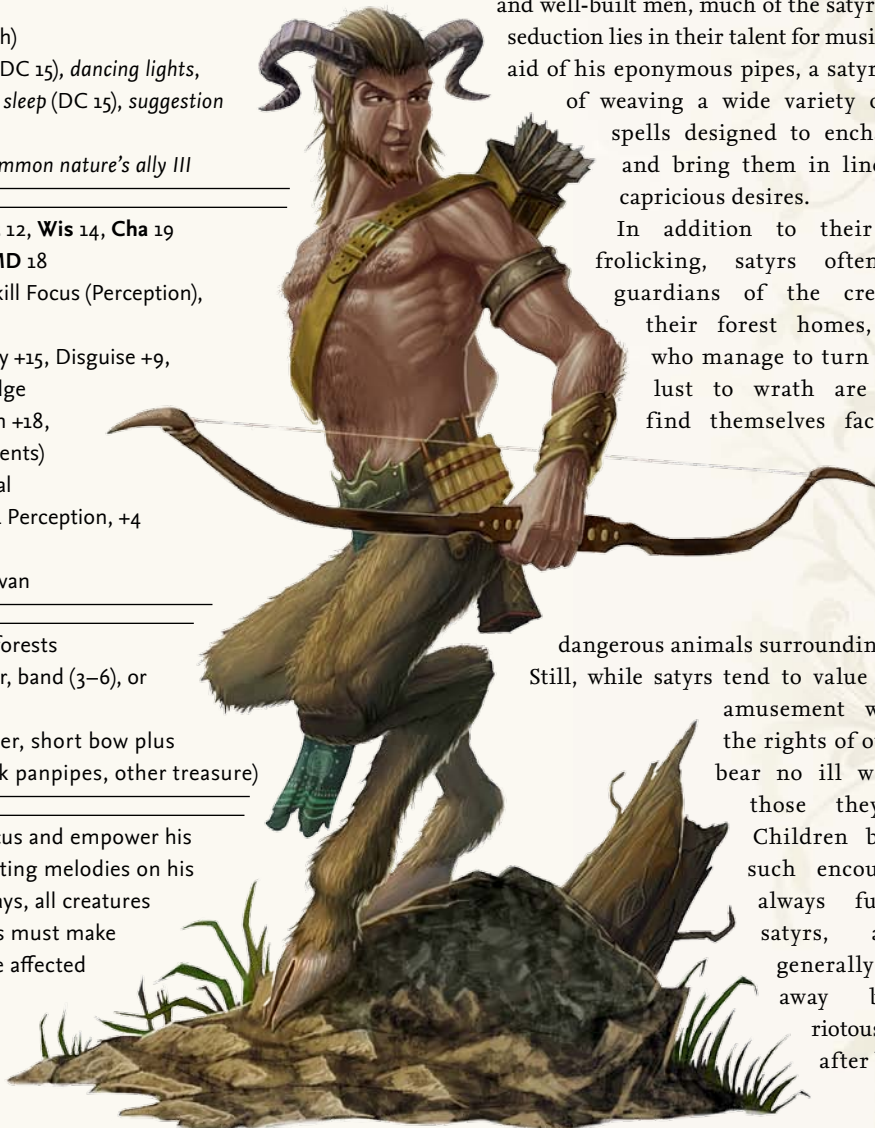 h)
DC 15), dancing lights,
sleep (DC 15), suggestion
mmon nature's ally III
12, Wis 14, Cha 19
MD 18
kill Focus (Perception),
y +15, Disguise +9,
dge
n +18,
ents)
al
Perception, +4
van
forests
r, band (3–6), or
er, short bow plus
k panpipes, other treasure)
cus and empower his
ting melodies on his
ays, all creatures
s must make
e affected
and well-built men, much of the satyr
seduction lies in their talent for musi
aid of his eponymous pipes, a satyr
of weaving a wide variety o
spells designed to ench
and bring them in line
capricious desires.
In addition to their
frolicking, satyrs often
guardians of the cre
their forest homes,
who manage to turn
lust to wrath are
find themselves fac
dangerous animals surroundin
Still, while satyrs tend to value
amusement w
the rights of o
bear no ill w
those they
Children b
such encou
always fu
satyrs, a
generally
away b
riotous
after